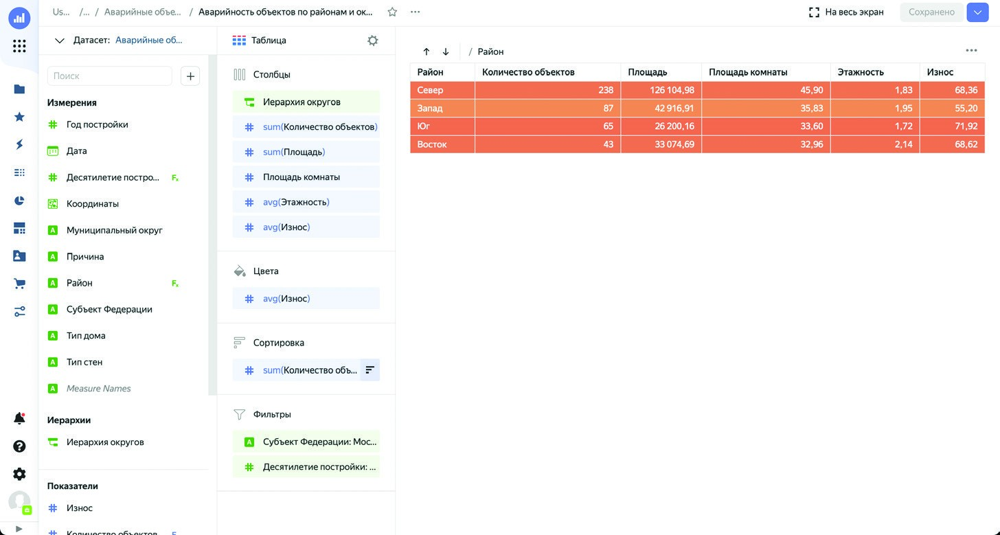 Us... / ... / Аварийные объе... / Аварийность объектов по районам и ок...
На весь экран
Сохранено
Датасет: Аварийные об...
Поиск
Измерения
Год постройки
Дата
Десятилетие постро...
Координаты
Муниципальный округ
Причина
Район
Субъект Федерации
Тип дома
Тип стен
Measure Names
Иерархии
Иерархия округов
Показатели
Износ
Количество объектов
Таблица
Столбцы
Иерархия округов
sum(Количество объектов)
sum(Площадь)
Площадь комнаты
avg(Этажность)
avg(Износ)
Цвета
avg(Износ)
Сортировка
sum(Количество объ...
Фильтры
Субъект Федерации: Мос...
Десятилетие постройки: ...
/ Район
Район Количество объектов Площадь Площадь комнаты Этажность Износ
Север 238 126 104,98 45,90 1,83 68,36
Запад 87 42 916,91 35,83 1,95 55,20
Юг 65 26 200,16 33,60 1,72 71,92
Восток 43 33 074,69 32,96 2,14 68,62